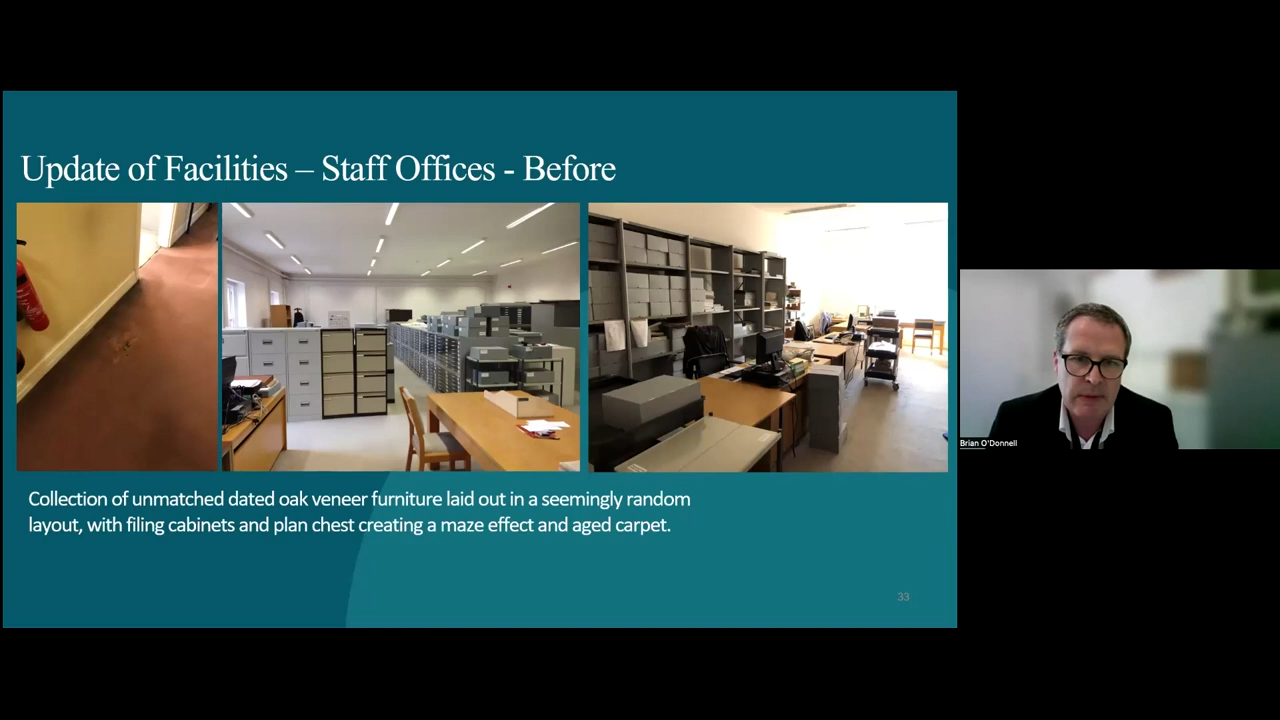 Update of Facilities – Staff Offices - Before
Collection of unmatched dated oak veneer furniture laid out in a seemingly random
layout, with filing cabinets and plan chest creating a maze effect and aged carpet.
33
Brian O'Donnell